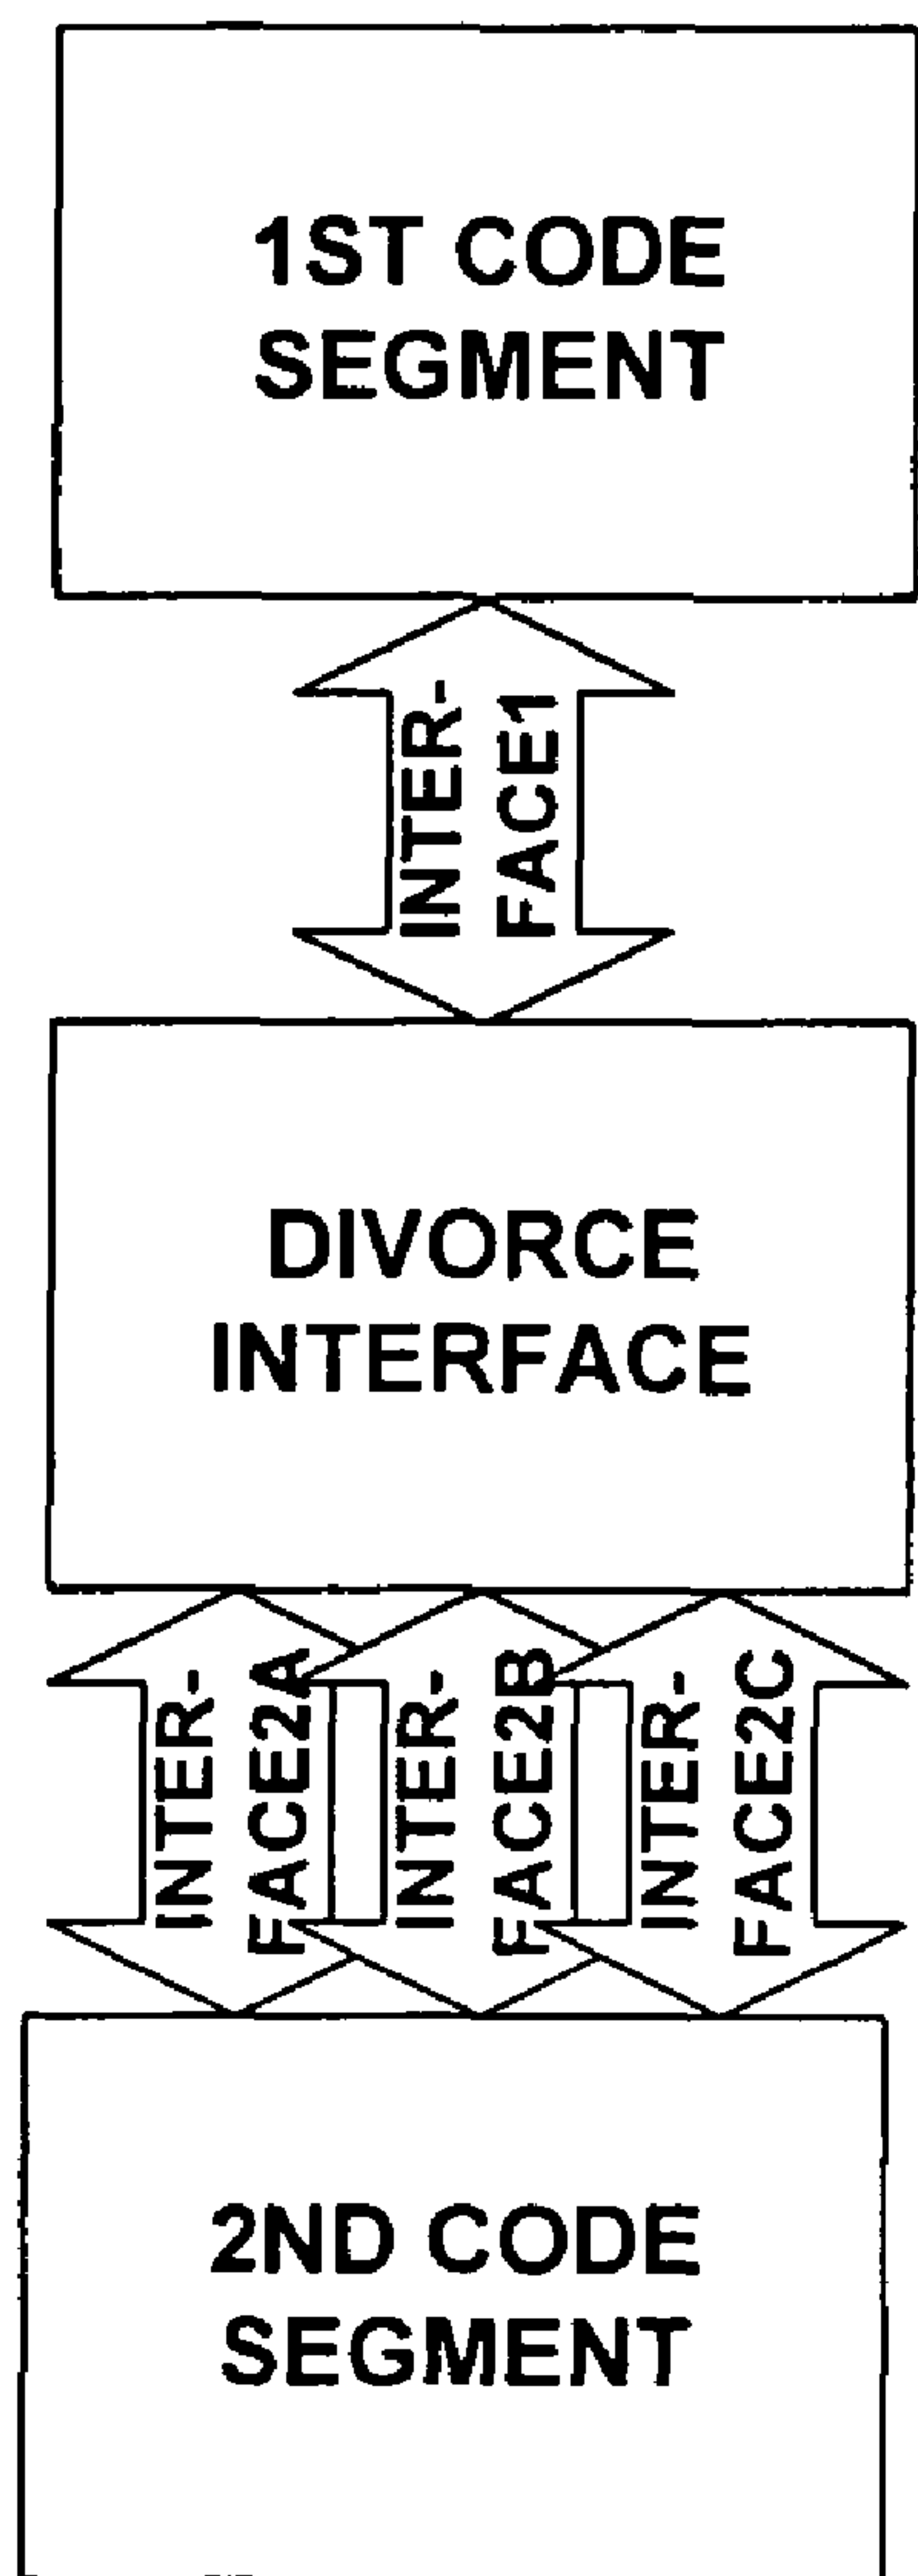 1ST CODE
SEGMENT
INTER-
FACE1
DIVORCE
INTERFACE
INTER-
FACE2A
INTER-
FACE2B
INTER-
FACE2C
2ND CODE
SEGMENT